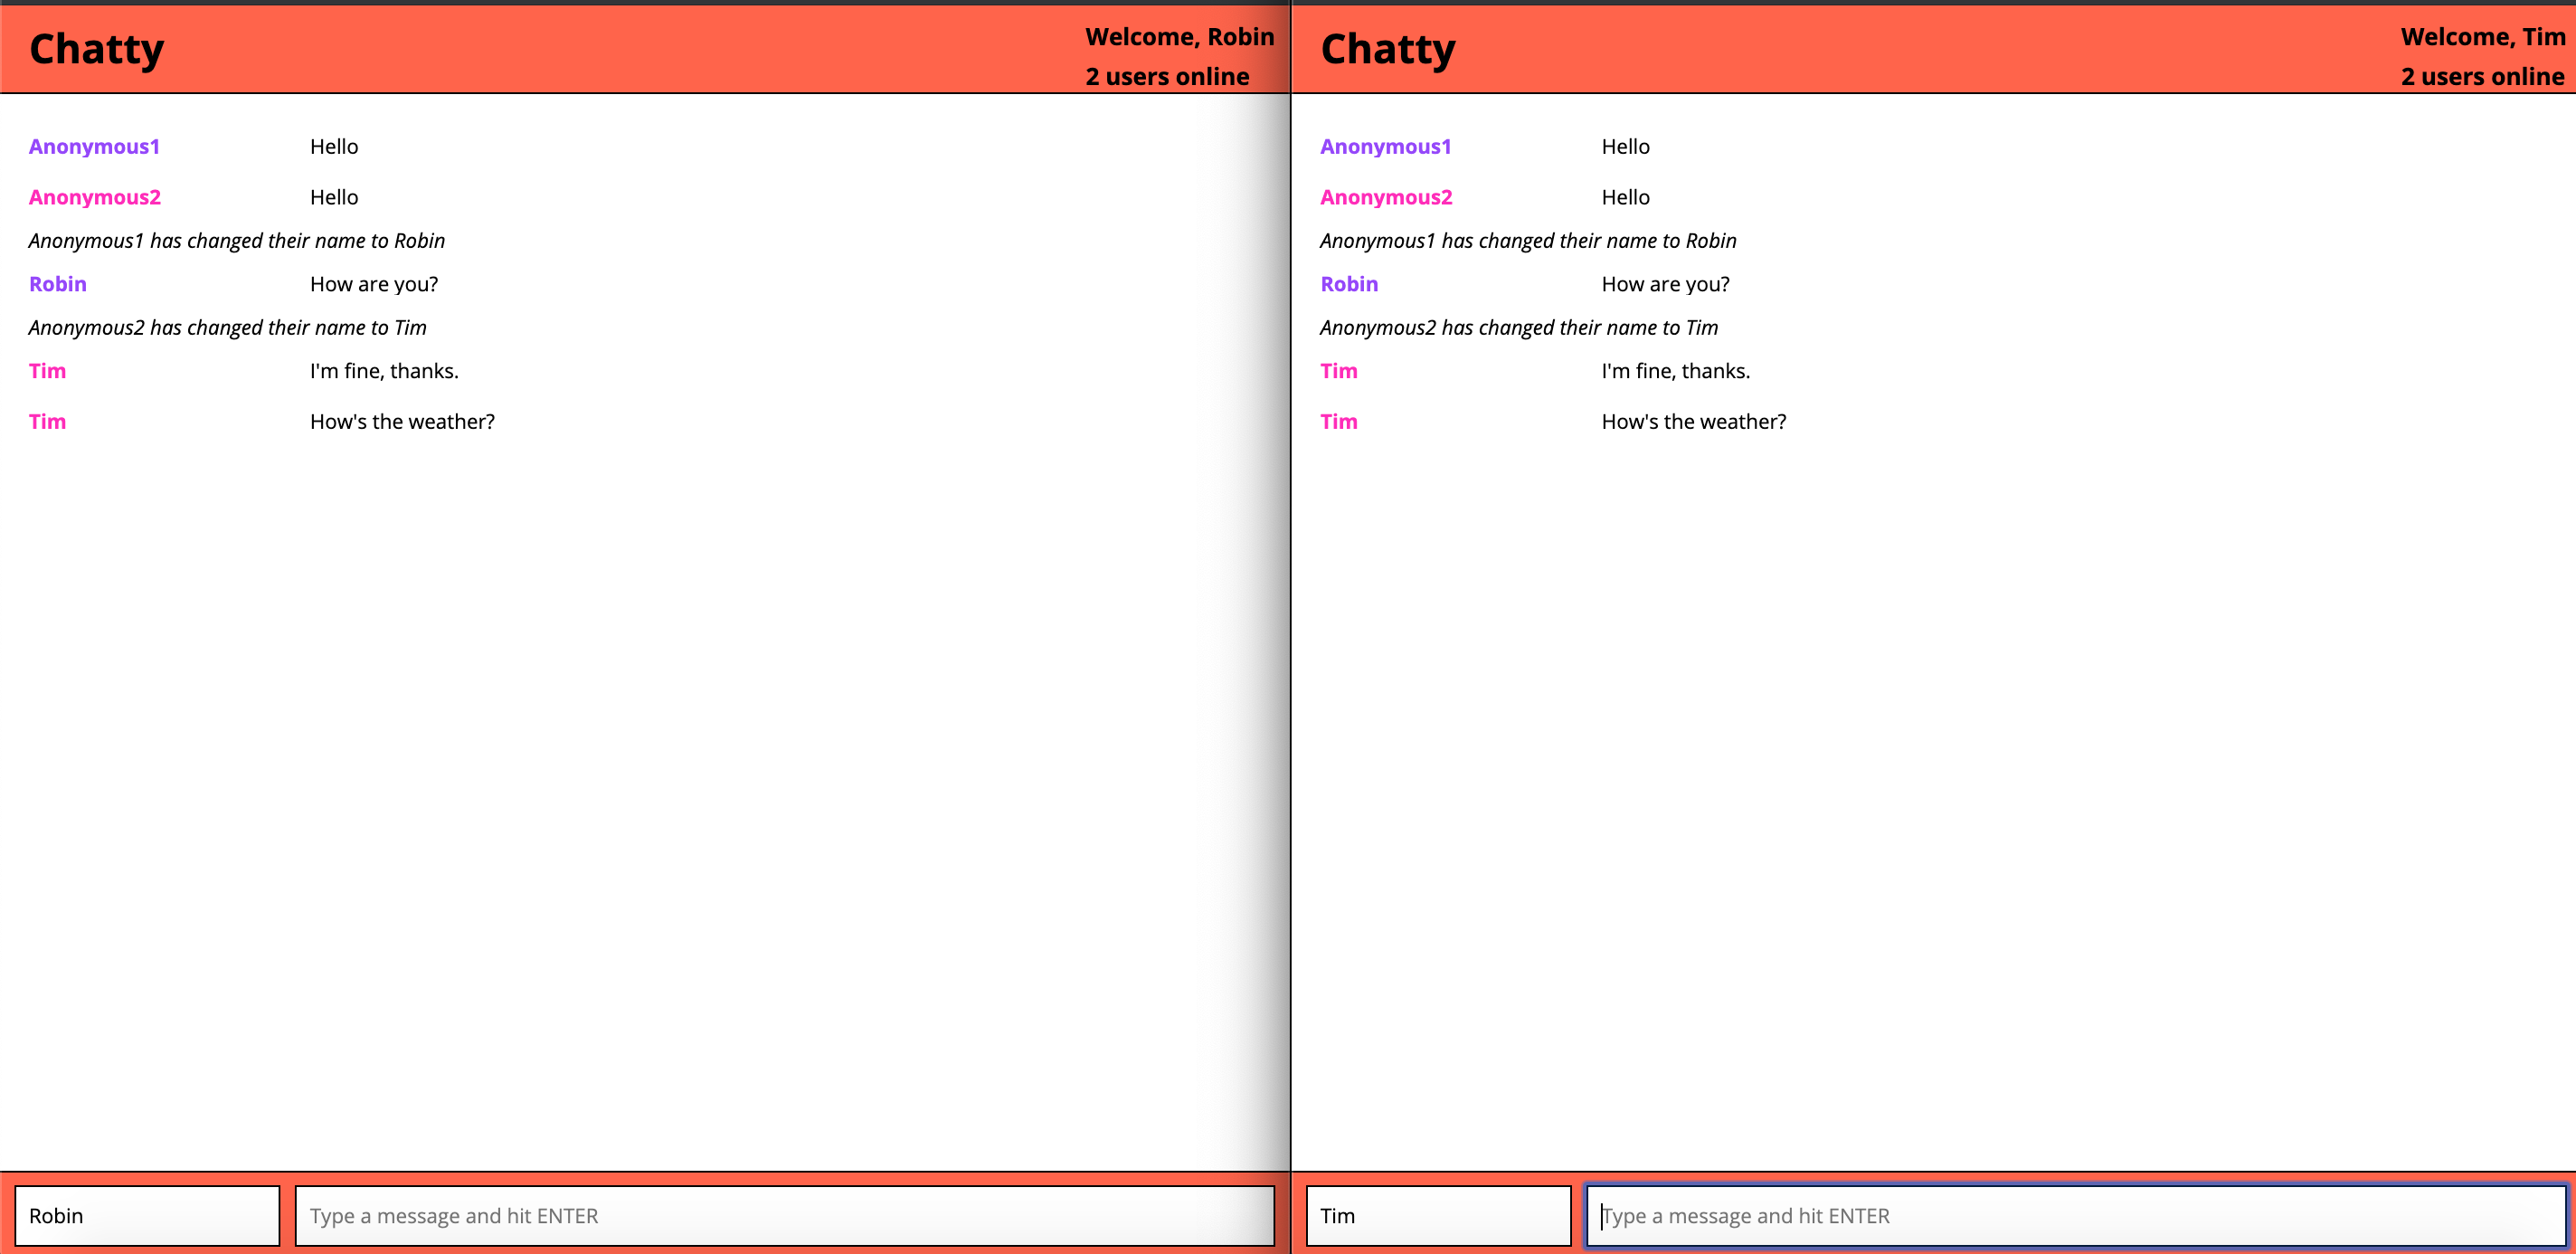 Chatty
Welcome, Robin
2 users online
Anonymous1 Hello
Anonymous2 Hello
Anonymous1 has changed their name to Robin
Robin How are you?
Anonymous2 has changed their name to Tim
Tim I'm fine, thanks.
Tim How's the weather?
Robin Type a message and hit ENTER
Chatty
Welcome, Tim
2 users online
Anonymous1 Hello
Anonymous2 Hello
Anonymous1 has changed their name to Robin
Robin How are you?
Anonymous2 has changed their name to Tim
Tim I'm fine, thanks.
Tim How's the weather?
Tim Type a message and hit ENTER